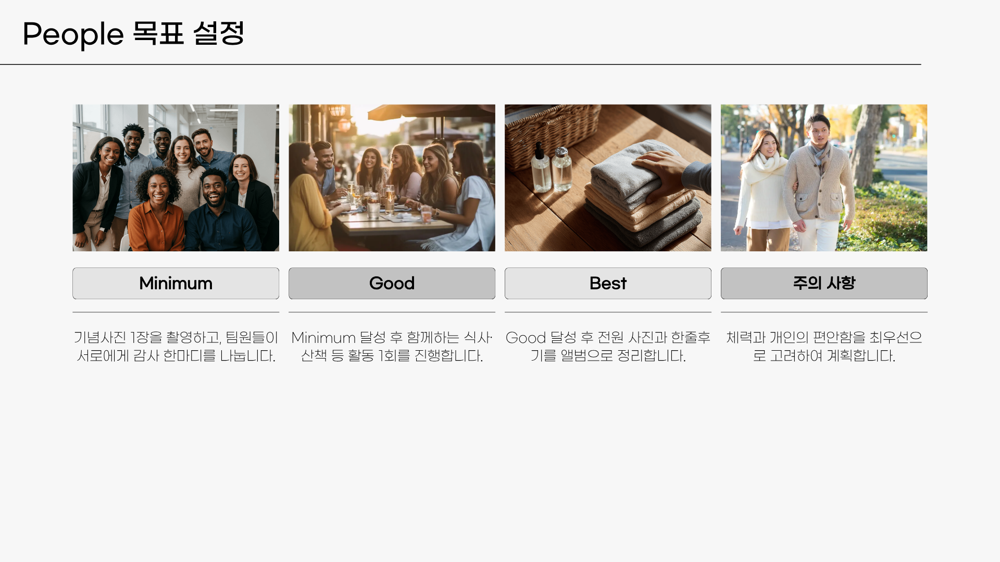 People 목표 설정
Minimum
Good
Best
주의 사항
기념사진 1장을 촬영하고, 팀원들이
서로에게 감사 한마디를 나눕니다.
Minimum 달성 후 함께하는 식사·
산책 등 활동 1회를 진행합니다.
Good 달성 후 전원 사진과 한줄후
기를 앨범으로 정리합니다.
체력과 개인의 편안함을 최우선으
로 고려하여 계획합니다.